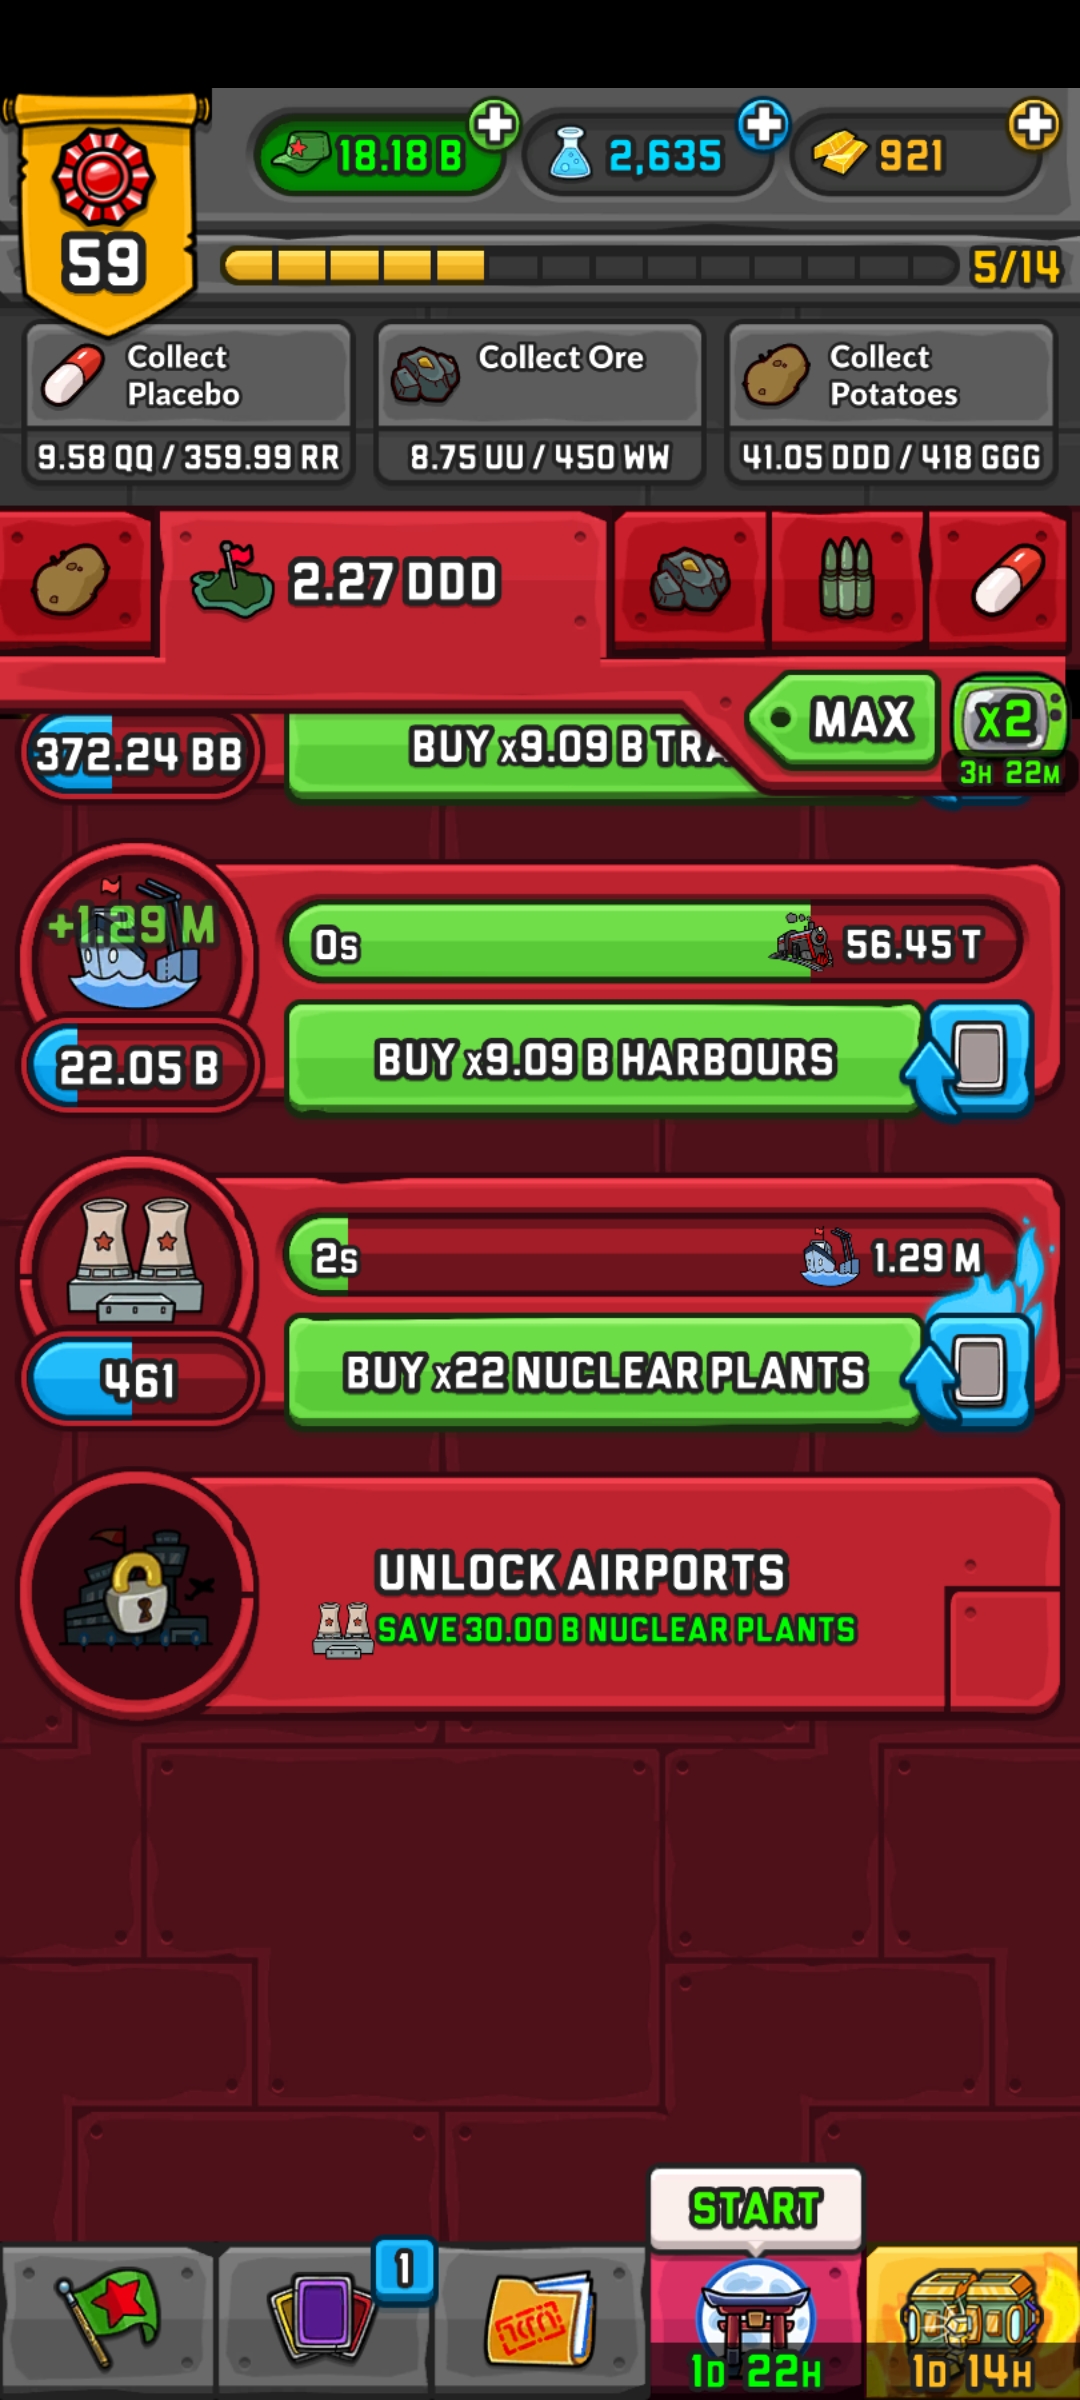 18.18 B
2,635
921
59
5/14
Collect
Placebo
9.58 QQ / 359.99 RR
Collect Ore
8.75 UU / 450 WW
Collect
Potatoes
41.05 DDD / 418 GGG
2.27 DDD
MAX
x2
3H 22M
372.24 BB
BUY x9.09 B
+1.29 M
0s
56.45 T
22.05 B
BUY x9.09 B HARBOURS
2s
1.29 M
461
BUY x22 NUCLEAR PLANTS
UNLOCK AIRPORTS
SAVE 30.00 B NUCLEAR PLANTS
START
1
1D 22H
1D 14H